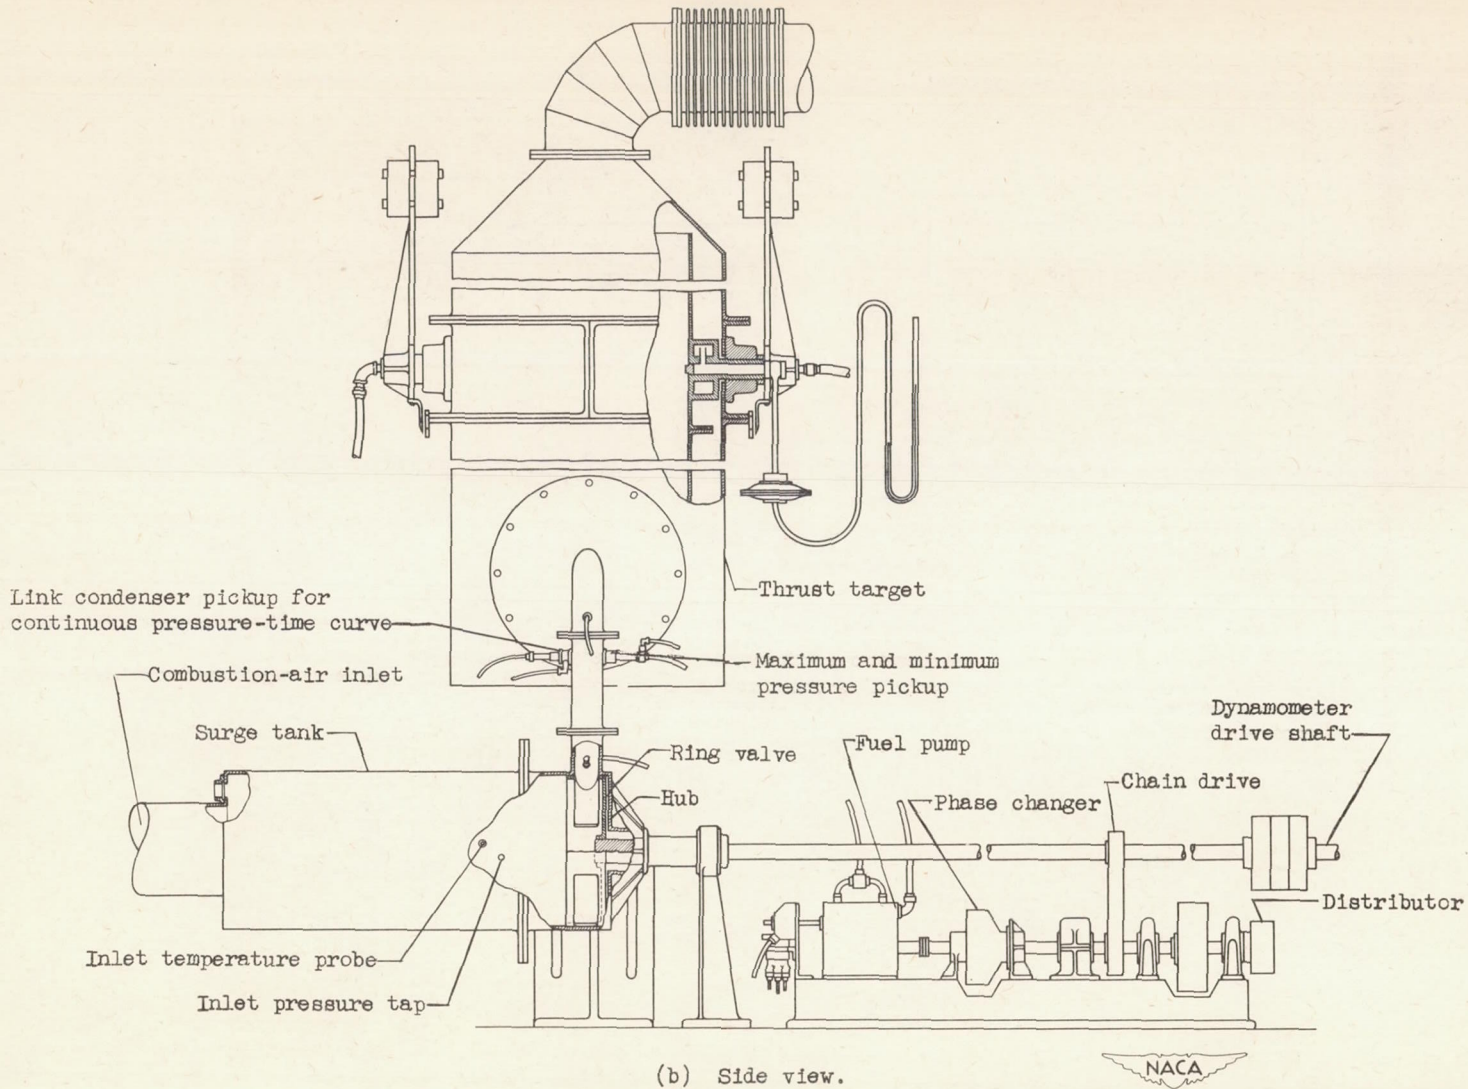 Thrust target
Link condenser pickup for
continuous pressure-time curve
Maximum and minimum
pressure pickup
Combustion-air inlet
Surge tank
Ring valve
Hub
Fuel pump
Phase changer
Chain drive
Dynamometer
drive shaft
Distributor
Inlet temperature probe
Inlet pressure tap
(b) Side view.
NACA